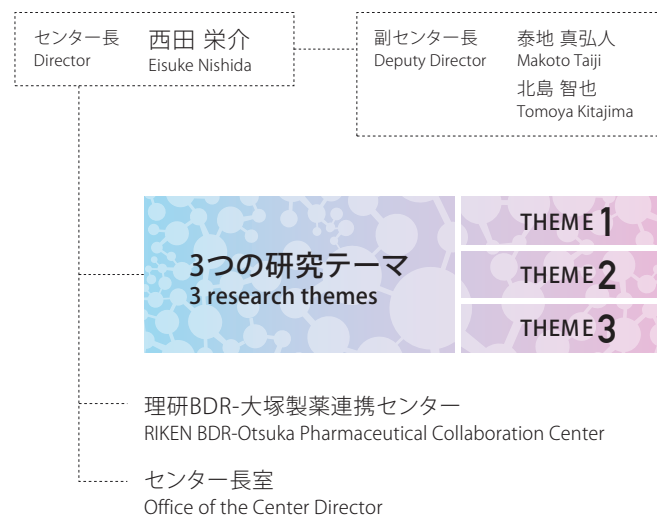 センター長 西田 栄介
Director Eisuke Nishida
副センター長 泰地 真弘人
Deputy Director Makoto Taiji
北島 智也
Tomoya Kitajima
3つの研究テーマ
3 research themes
THEME 1
THEME 2
THEME 3
理研BDR-大塚製薬連携センター
RIKEN BDR-Otsuka Pharmaceutical Collaboration Center
センター長室
Office of the Center Director